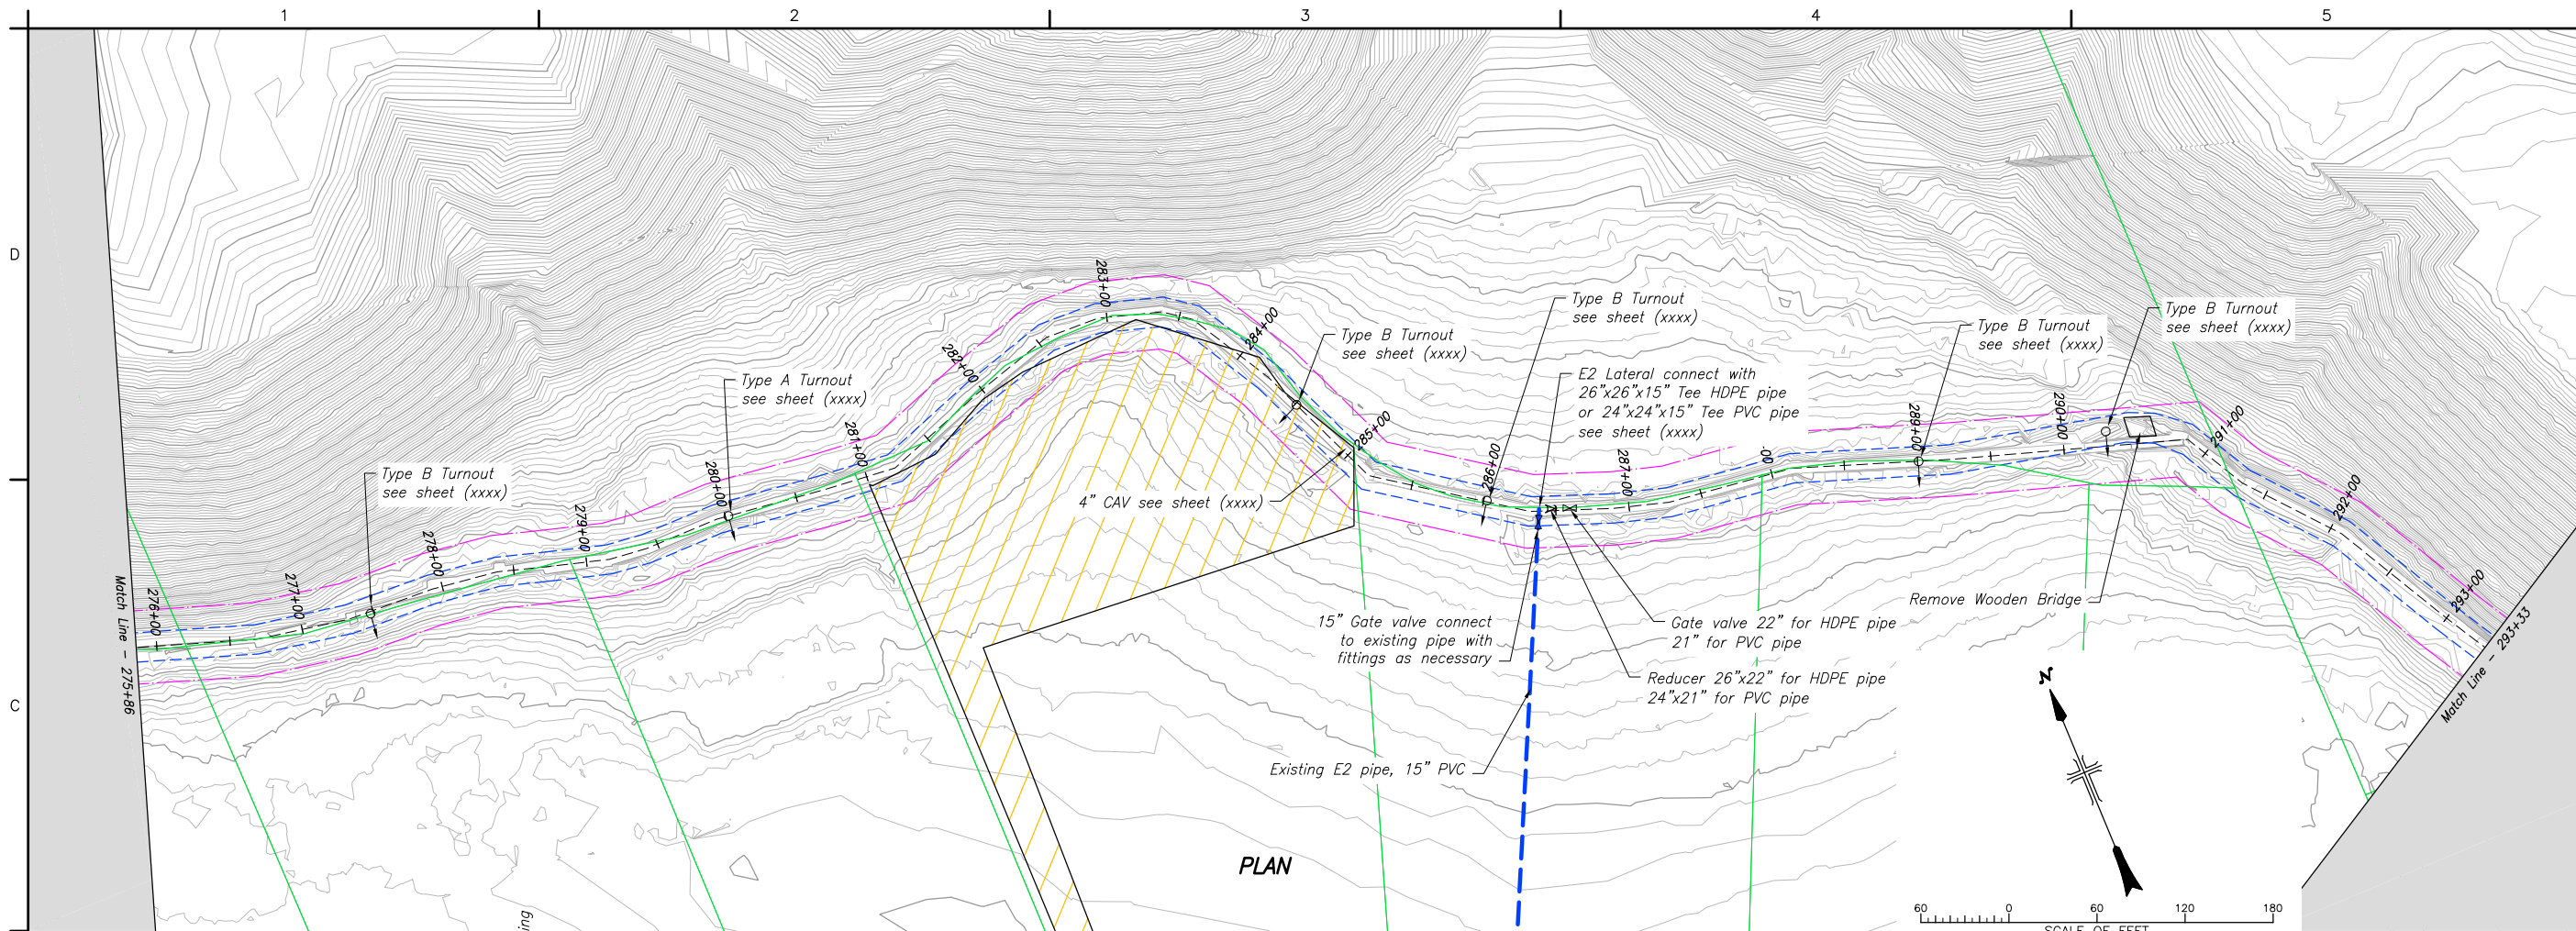 1
2
3
4
5
D
C
283+00
284+00
282+00
281+00
285+00
280+00
279+00
278+00
277+00
276+00
286+00
287+00
00
289+00
290+00
291+00
292+00
293+00
Type B Turnout
see sheet (xxxx)
Type A Turnout
see sheet (xxxx)
Type B Turnout
see sheet (xxxx)
Type B Turnout
see sheet (xxxx)
E2 Lateral connect with
26"x26"x15" Tee HDPE pipe
or 24"x24"x15" Tee PVC pipe
see sheet (xxxx)
Type B Turnout
see sheet (xxxx)
Type B Turnout
see sheet (xxxx)
4" CAV see sheet (xxxx)
15" Gate valve connect
to existing pipe with
fittings as necessary
Gate valve 22" for HDPE pipe
21" for PVC pipe
Reducer 26"x22" for HDPE pipe
24"x21" for PVC pipe
Remove Wooden Bridge
Existing E2 pipe, 15" PVC
Match Line - 275+86
Match Line - 293+33
N
PLAN
60 0 60 120 180
SCALE OF FEET